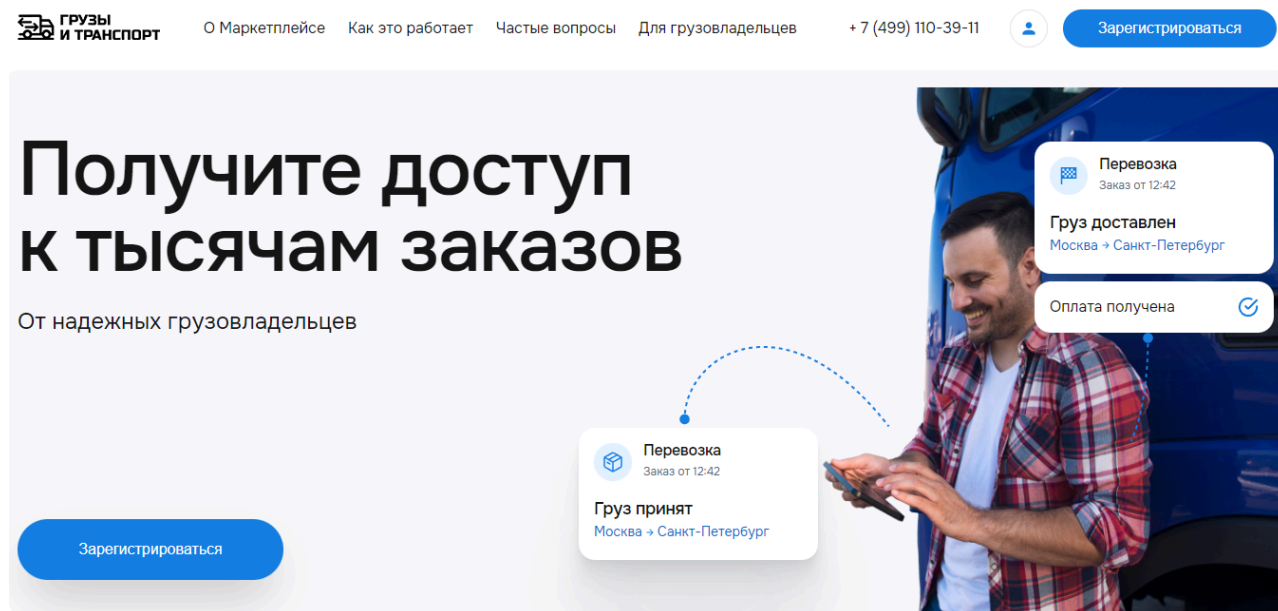 ГРУЗЫ
И ТРАНСПОРТ
О Маркетплейсе
Как это работает
Частые вопросы
Для грузовладельцев
+ 7 (499) 110-39-11
Зарегистрироваться
Получите доступ
к тысячам заказов
От надежных грузовладельцев
Перевозка
Заказ от 12:42
Груз доставлен
Москва → Санкт-Петербург
Оплата получена
Перевозка
Заказ от 12:42
Груз принят
Москва → Санкт-Петербург
Зарегистрироваться